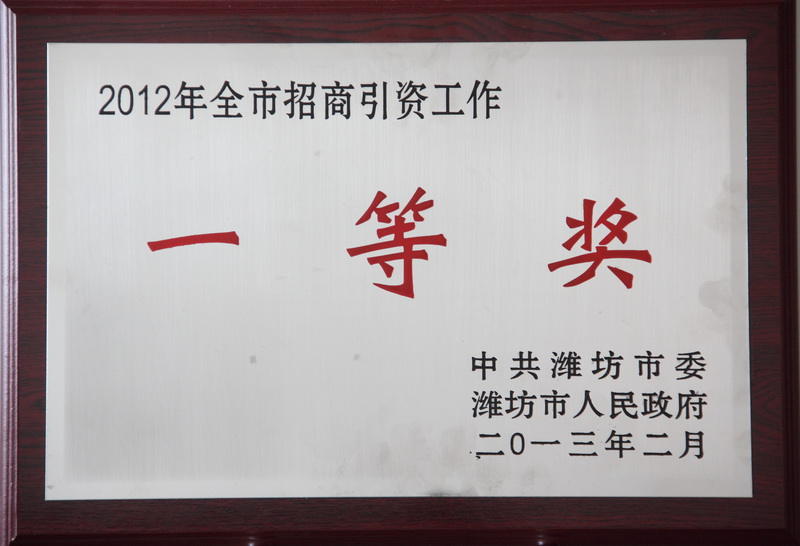 2012年全市招商引资工作
一等奖
中共潍坊市委
潍坊市人民政府
二0一三年二月